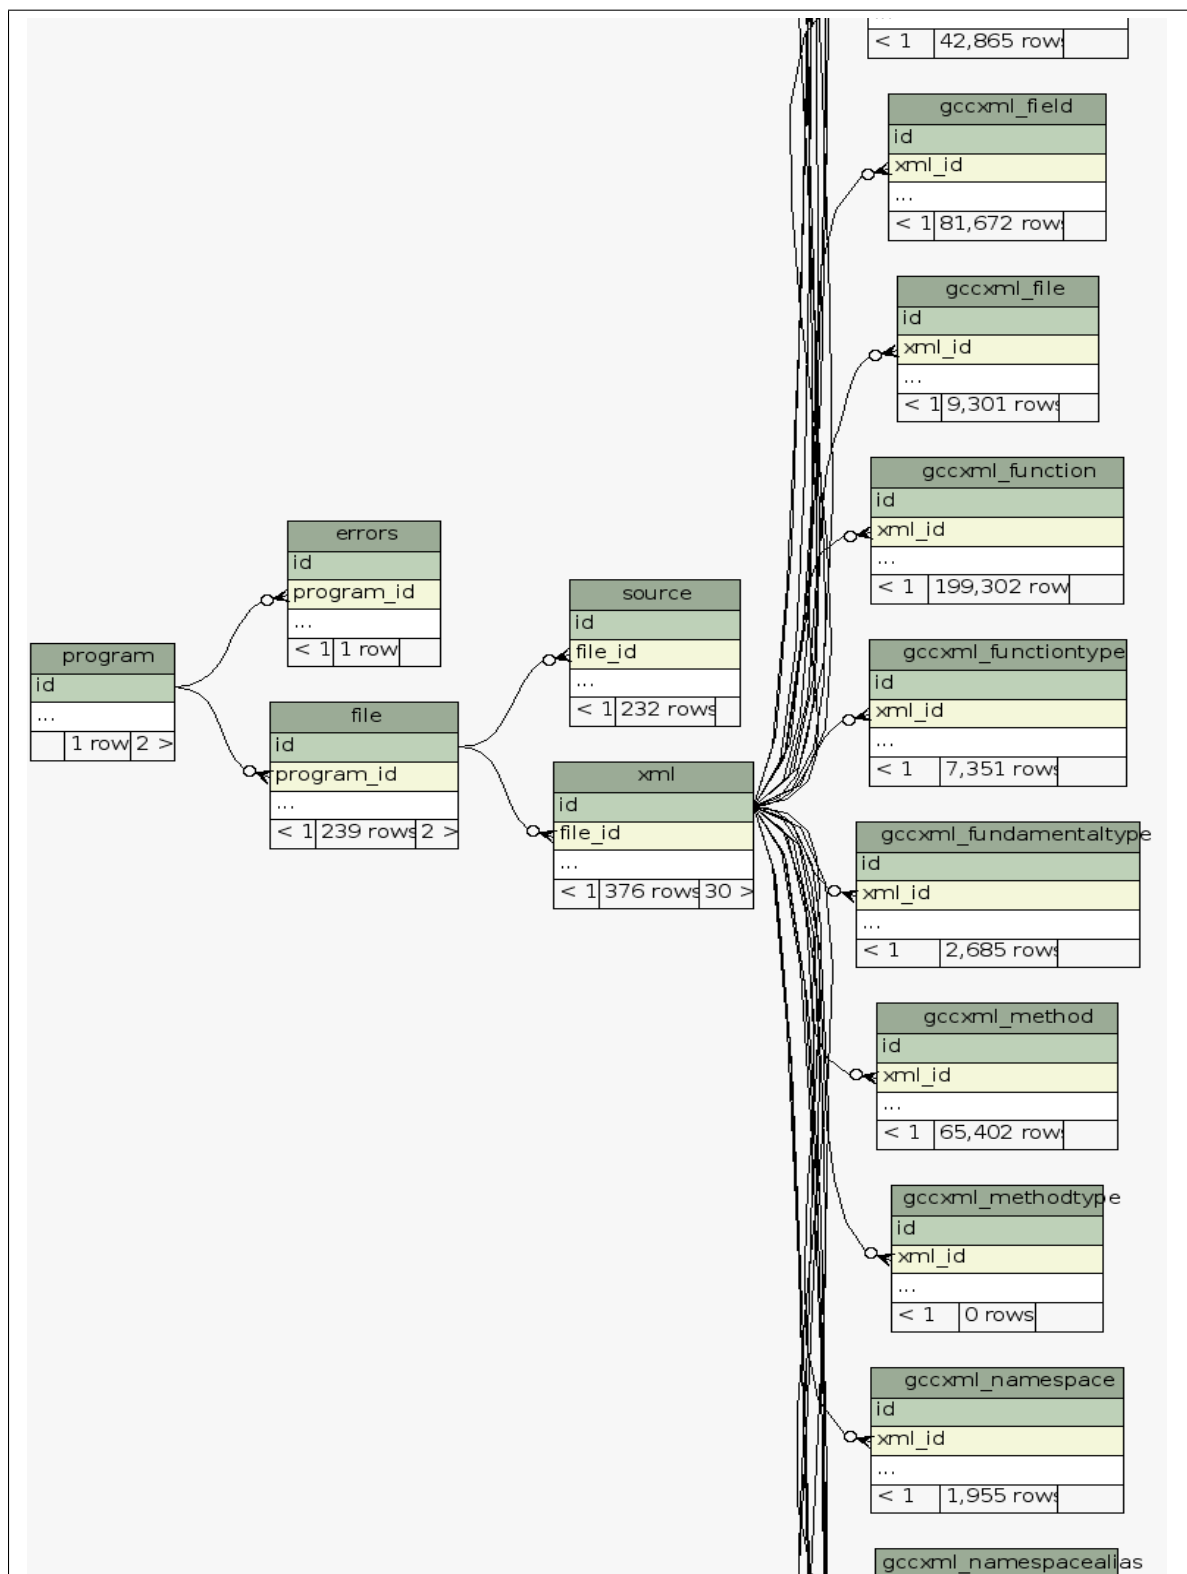 ...
< 1 42,865 rows
gccxml_field
id
xml_id
...
< 1 81,672 rows
gccxml_file
id
xml_id
...
< 1 9,301 rows
gccxml_function
id
xml_id
...
< 1 199,302 row
errors
id
program_id
...
< 1 1 row
source
id
file_id
...
< 1 232 rows
program
id
...
1 row 2 >
file
id
program_id
...
< 1 239 rows 2 >
xml
id
file_id
...
< 1 376 rows 30 >
gccxml_functiontype
id
xml_id
...
< 1 7,351 rows
gccxml_fundamentaltype
id
xml_id
...
< 1 2,685 rows
gccxml_method
id
xml_id
...
< 1 65,402 rows
gccxml_methodtype
id
xml_id
...
< 1 0 rows
gccxml_namespace
id
xml_id
...
< 1 1,955 rows
gccxml_namespacealias